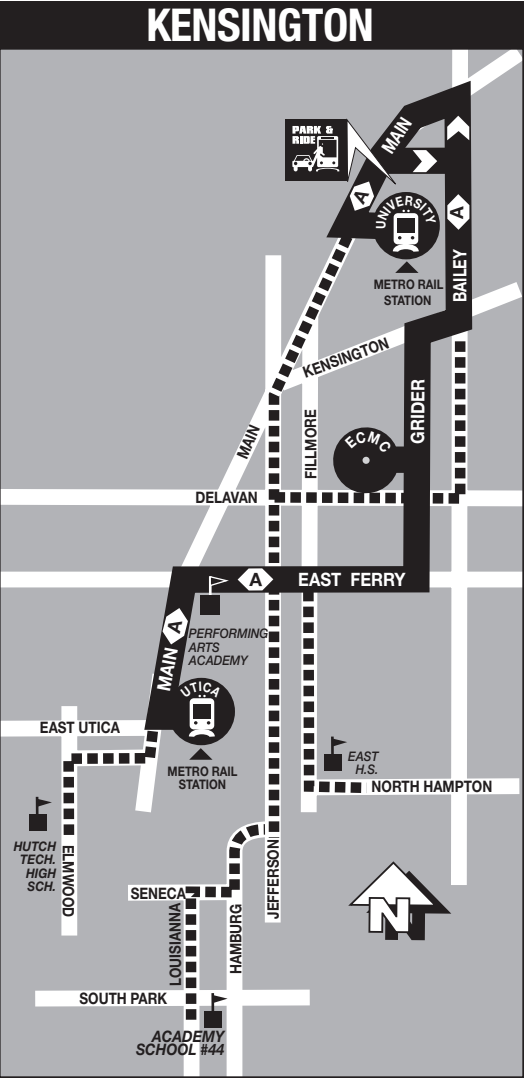 KENSINGTON
PARK &
RIDE
MAIN
A
UNIVERSITY
A
METRO RAIL
STATION
BAILEY
KENSINGTON
GRIDER
FILLMORE
MAIN
ECMC
DELAVAN
A
EAST FERRY
MAIN
A
PERFORMING
ARTS
ACADEMY
UTICA
EAST UTICA
METRO RAIL
STATION
EAST
H.S.
NORTH HAMPTON
HUTCH
TECH.
HIGH
SCH.
ELMWOOD
JEFFERSON
SENECA
LOUISIANNA
HAMBURG
N
SOUTH PARK
ACADEMY
SCHOOL #44